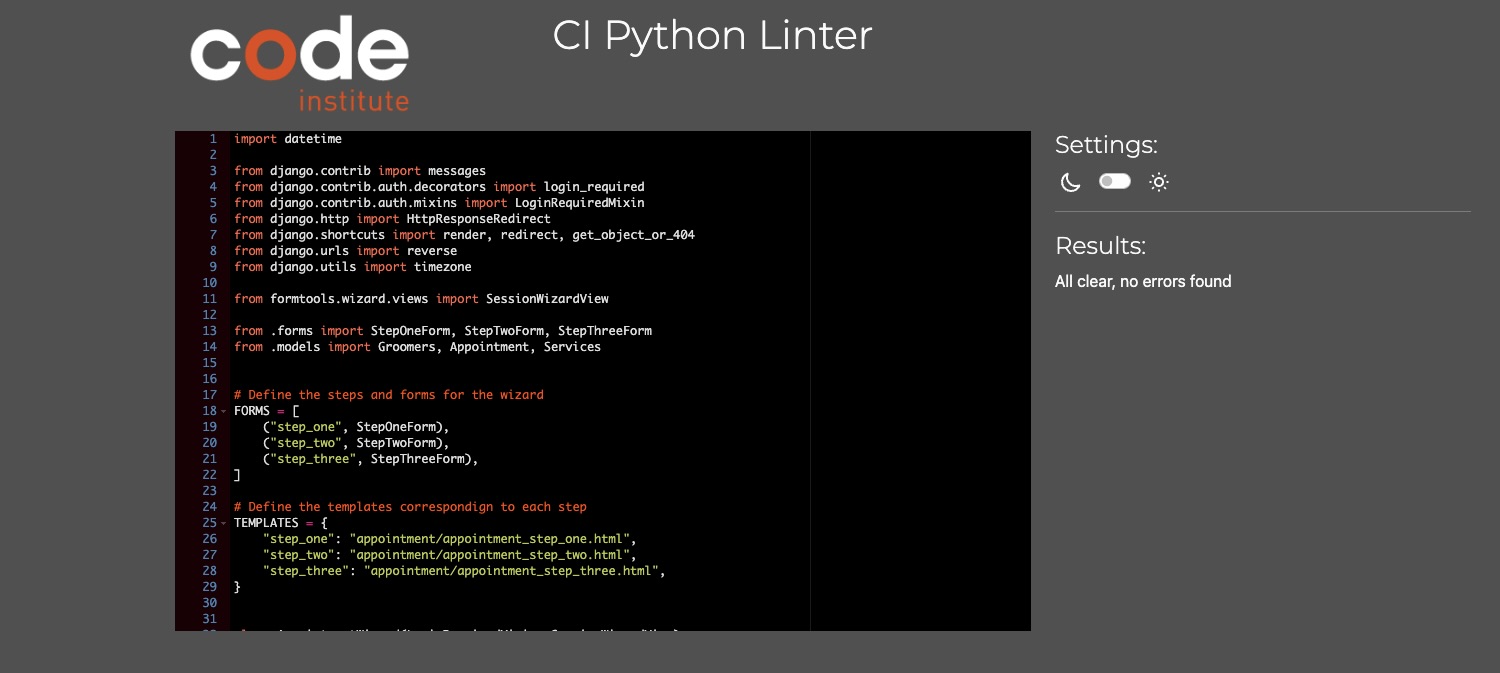 code
institute
CI Python Linter
1 import datetime
2
3 from django.contrib import messages
4 from django.contrib.auth.decorators import login_required
5 from django.contrib.auth.mixins import LoginRequiredMixin
6 from django.http import HttpResponseRedirect
7 from django.shortcuts import render, redirect, get_object_or_404
8 from django.urls import reverse
9 from django.utils import timezone
10
11 from formtools.wizard.views import SessionWizardView
12
13 from .forms import StepOneForm, StepTwoForm, StepThreeForm
14 from .models import Groomers, Appointment, Services
15
16
17 # Define the steps and forms for the wizard
18 FORMS = [
19     ("step_one", StepOneForm),
20     ("step_two", StepTwoForm),
21     ("step_three", StepThreeForm),
22 ]
23
24 # Define the templates correspondign to each step
25 TEMPLATES = {
26     "step_one": "appointment/appointment_step_one.html",
27     "step_two": "appointment/appointment_step_two.html",
28     "step_three": "appointment/appointment_step_three.html",
29 }
30
31
Settings:
Results:
All clear, no errors found